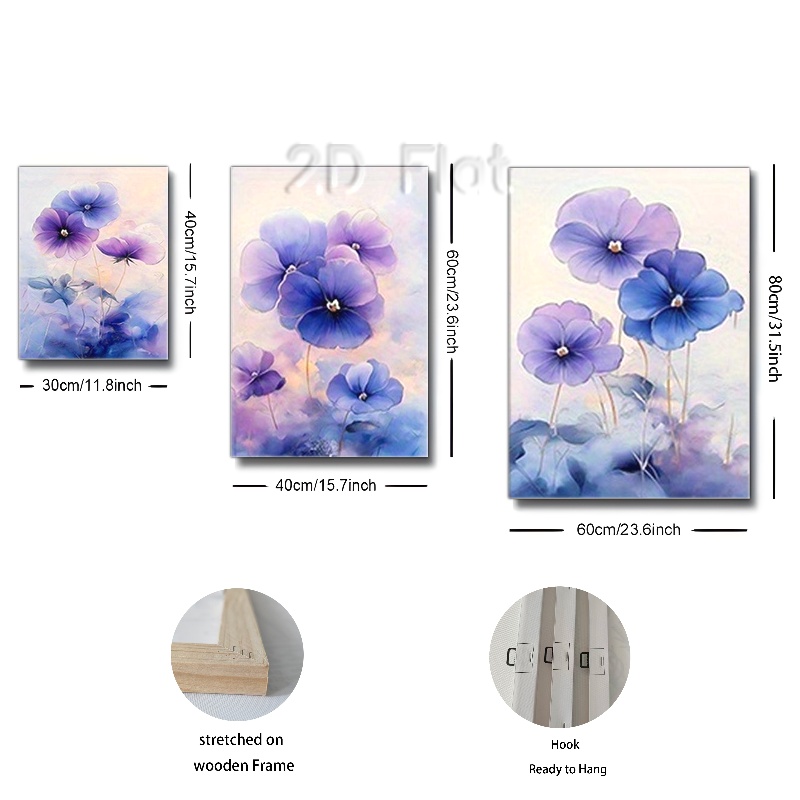 2D Flat
40cm/15.7inch
30cm/11.8inch
60cm/23.6inch
40cm/15.7inch
80cm/31.5inch
60cm/23.6inch
stretched on
wooden Frame
Hook
Ready to Hang